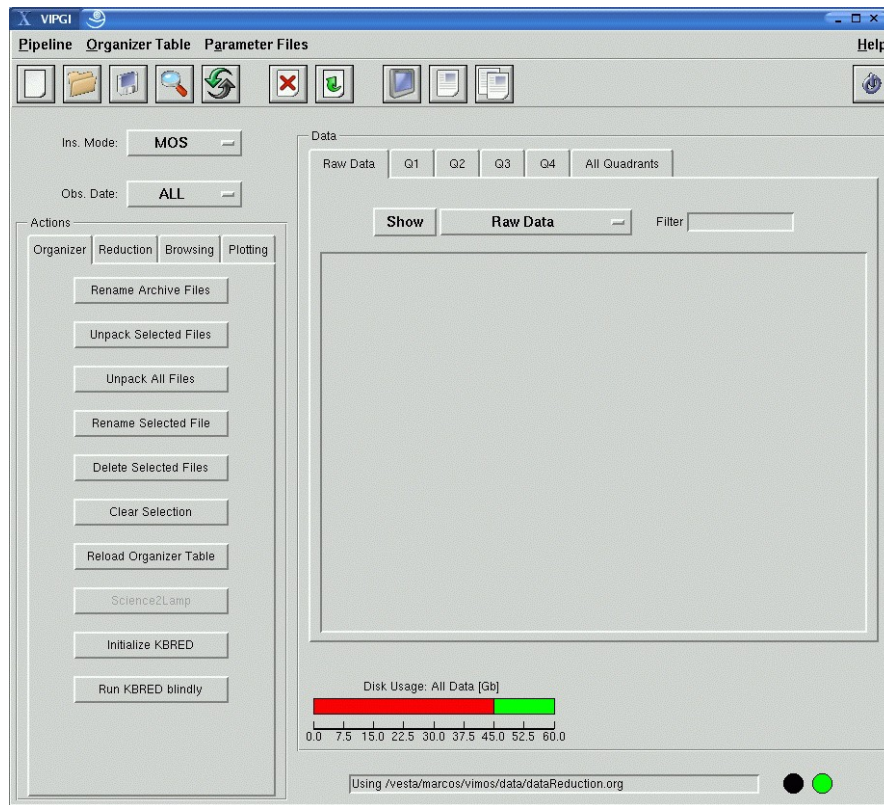 X VIPGI
Pipeline Organizer Table Parameter Files Help
Ins. Mode: MOS
Obs. Date: ALL
Actions
Organizer Reduction Browsing Plotting
Rename Archive Files
Unpack Selected Files
Unpack All Files
Rename Selected File
Delete Selected Files
Clear Selection
Reload Organizer Table
Science2Lamp
Initialize KBRED
Run KBRED blindly
Data
Raw Data Q1 Q2 Q3 Q4 All Quadrants
Show Raw Data Filter
Disk Usage: All Data [Gb]
0.0 7.5 15.0 22.5 30.0 37.5 45.0 52.5 60.0
Using /vesta/marcos/vimos/data/dataReduction.org